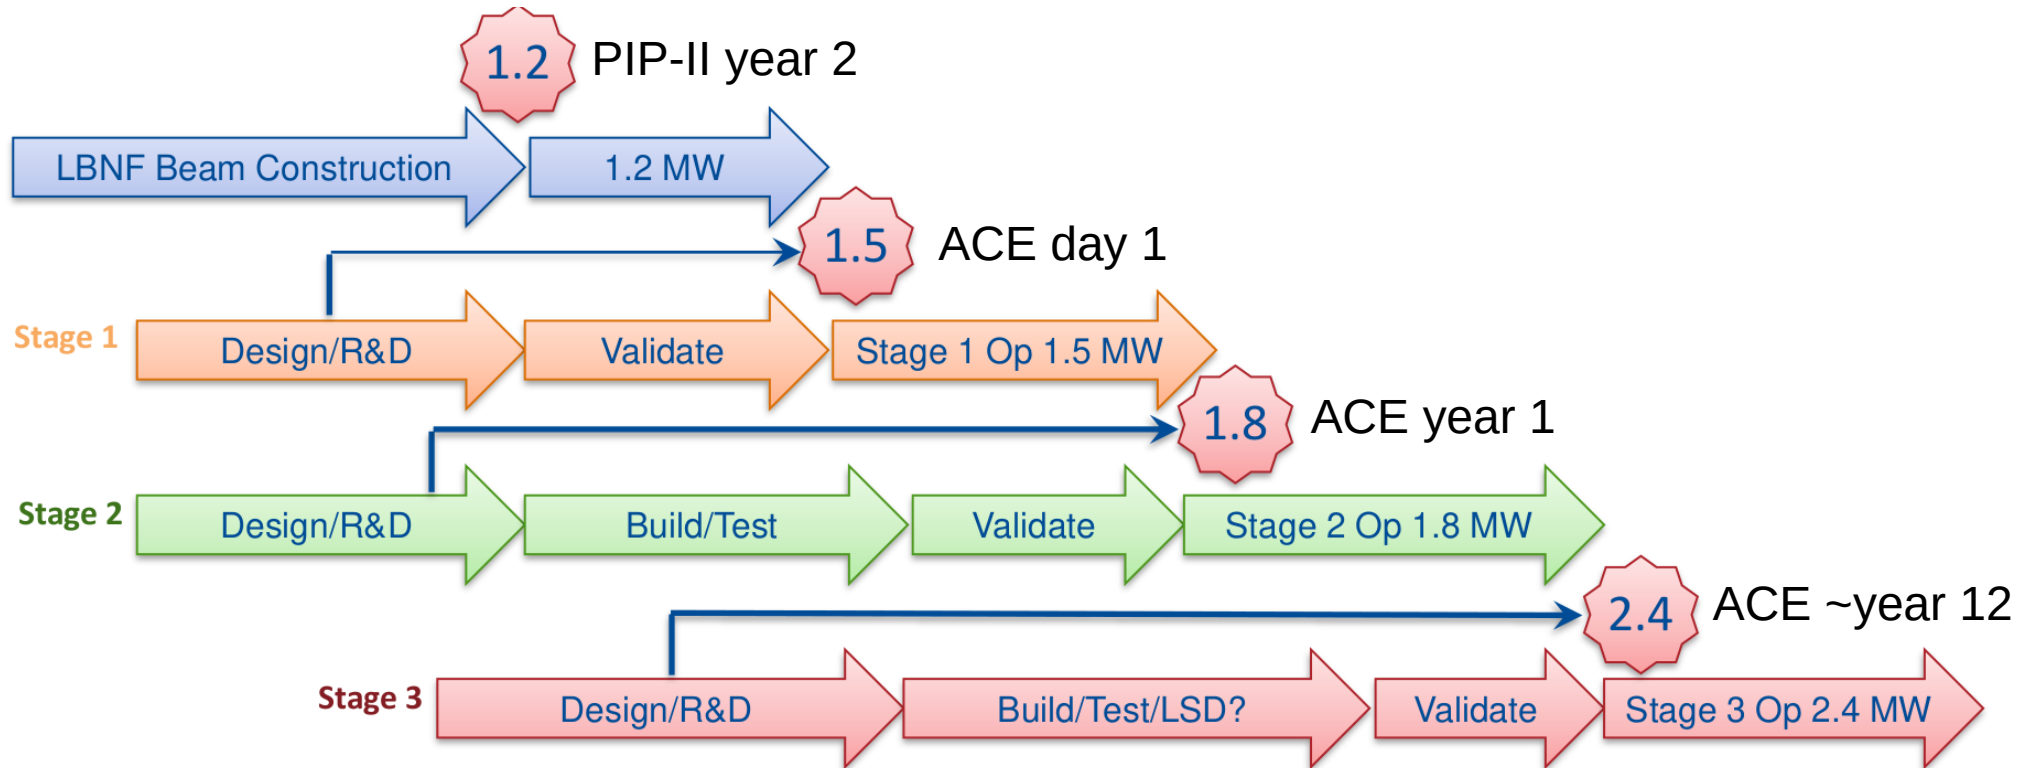 1.2 PIP-II year 2
LBNF Beam Construction 1.2 MW
1.5 ACE day 1
Stage 1 Design/R&D Validate Stage 1 Op 1.5 MW
1.8 ACE year 1
Stage 2 Design/R&D Build/Test Validate Stage 2 Op 1.8 MW
2.4 ACE ~year 12
Stage 3 Design/R&D Build/Test/LSD? Validate Stage 3 Op 2.4 MW